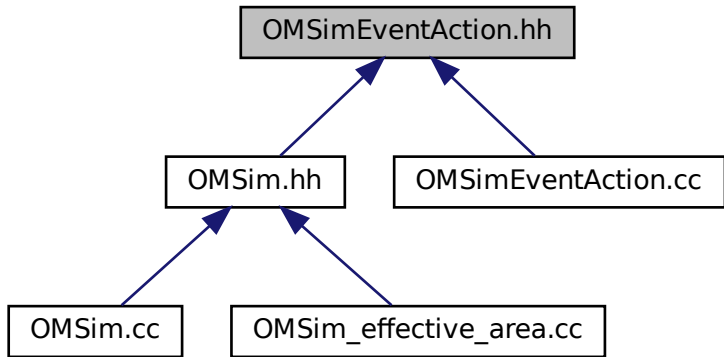 OMSimEventAction.hh
OMSim.hh
OMSimEventAction.cc
OMSim.cc
OMSim_effective_area.cc